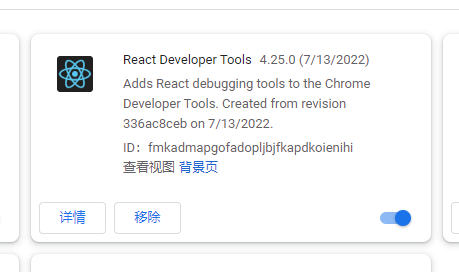 React Developer Tools 4.25.0 (7/13/2022)
Adds React debugging tools to the Chrome
Developer Tools. Created from revision
336ac8ceb on 7/13/2022.
ID：fmkadmapgofadopljbjfkapdkoienihi
查看视图 背景页
详情 移除